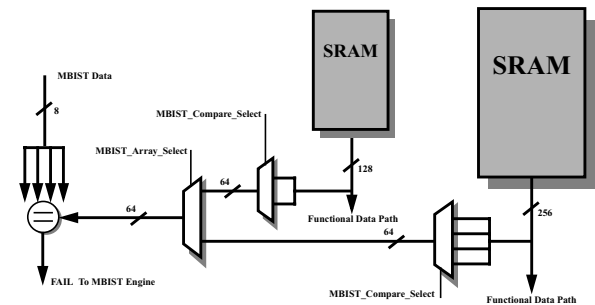 SRAM
SRAM
MBIST Data
8
MBIST_Compare_Select
MBIST_Array_Select
128
64
64
Functional Data Path
256
64
FAIL To MBIST Engine
MBIST_Compare_Select
Functional Data Path